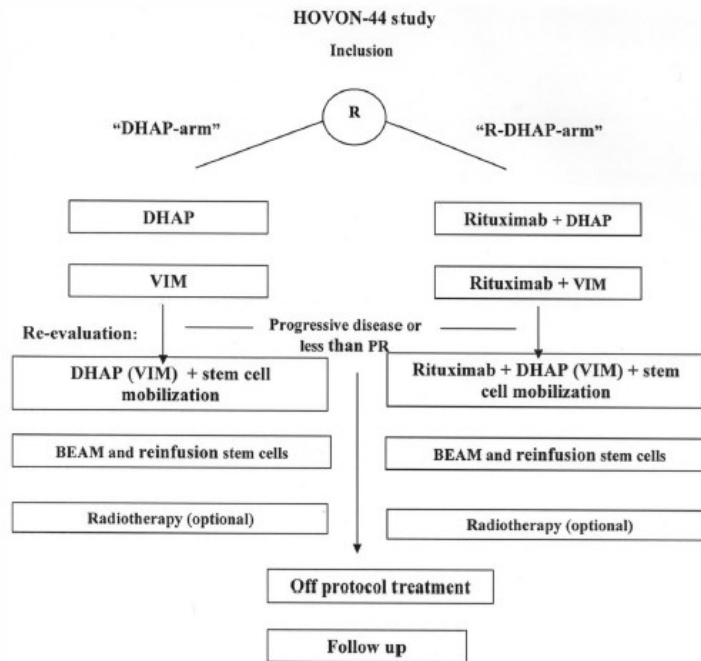 HOVON-44 study
Inclusion
R
“DHAP-arm”
“R-DHAP-arm”
DHAP
Rituximab + DHAP
VIM
Rituximab + VIM
Re-evaluation:
Progressive disease or
less than PR
DHAP (VIM) + stem cell
mobilization
Rituximab + DHAP (VIM) + stem
cell mobilization
BEAM and reinfusion stem cells
BEAM and reinfusion stem cells
Radiotherapy (optional)
Radiotherapy (optional)
Off protocol treatment
Follow up